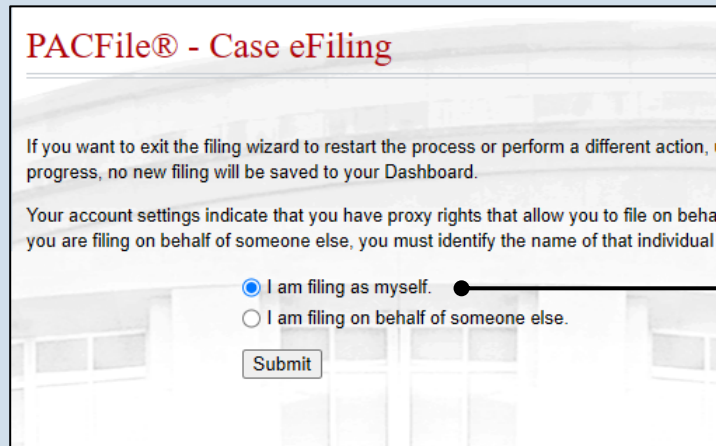 PACFile® - Case eFiling
If you want to exit the filing wizard to restart the process or perform a different action,
progress, no new filing will be saved to your Dashboard.
Your account settings indicate that you have proxy rights that allow you to file on
you are filing on behalf of someone else, you must identify the name of that individual
I am filing as myself.
I am filing on behalf of someone else.
Submit